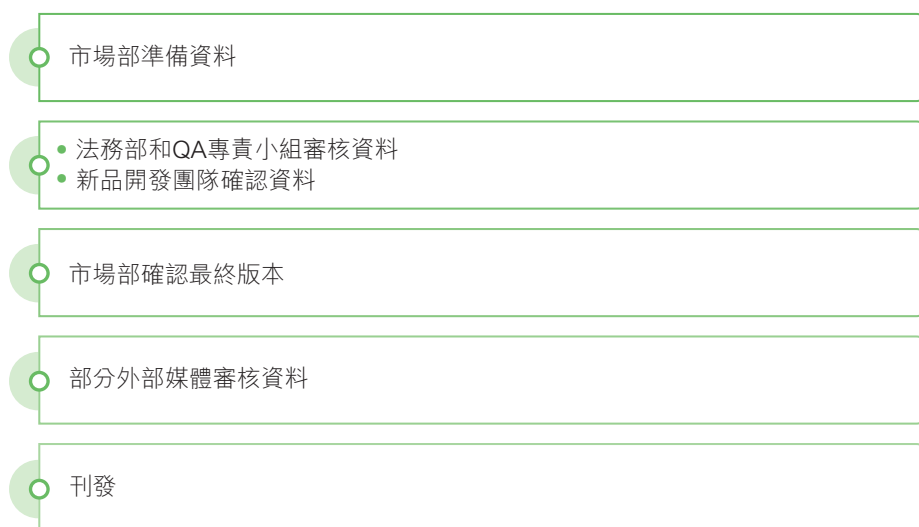 市場部準備資料
• 法務部和QA專責小組審核資料
• 新品開發團隊確認資料
市場部確認最終版本
部分外部媒體審核資料
刊發